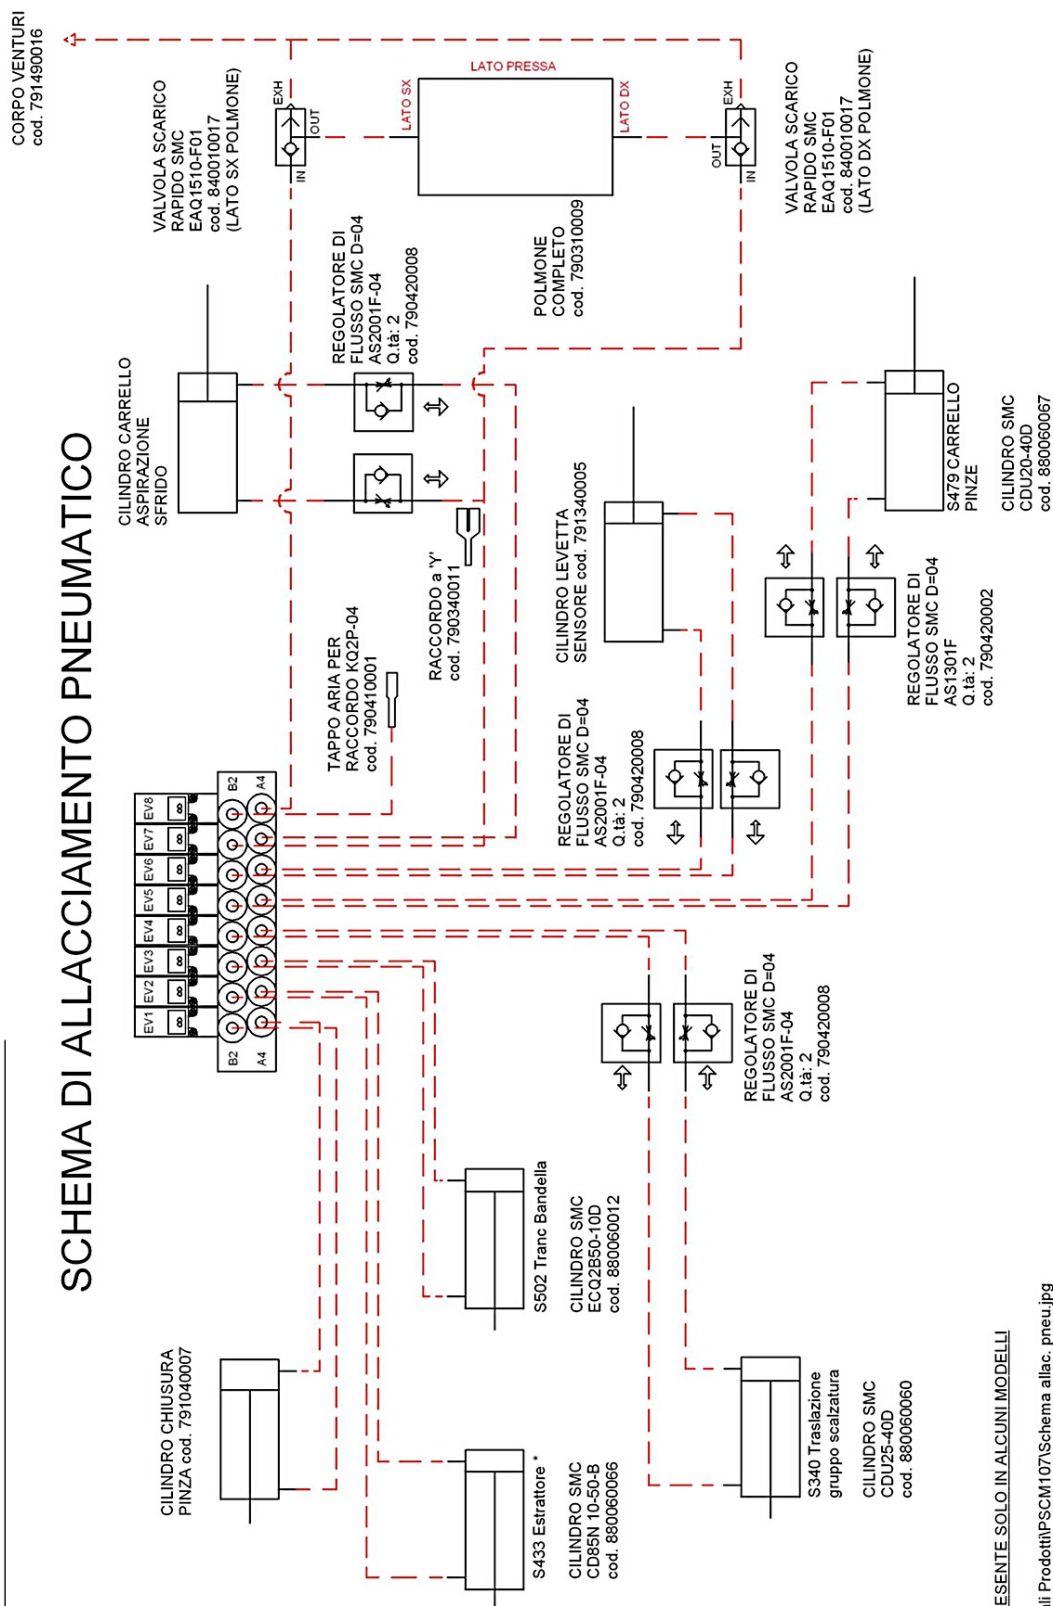 SCHEMA DI ALLACCIAMENTO PNEUMATICO
CORPO VENTURI
cod. 791490016
VALVOLA SCARICO
RAPIDO SMC
EAQ1510-F01
cod. 840010017
(LATO SX POLMONE)
EXH
OUT
IN
LATO PRESSA
LATO SX
LATO DX
EXH
OUT
IN
VALVOLA SCARICO
RAPIDO SMC
EAQ1510-F01
cod. 840010017
(LATO DX POLMONE)
POLMONE
COMPLETO
cod. 790310009
CILINDRO CARRELLO
ASPIRAZIONE
SFRIDO
REGOLATORE DI
FLUSSO SMC D=04
AS2001F-04
Q.tà: 2
cod. 790420008
RACCORDO a 'Y'
cod. 790340011
TAPPO ARIA PER
RACCORDO KQ2P-04
cod. 790410001
EV1
EV2
EV3
EV4
EV5
EV6
EV7
EV8
B2
A4
B2
A4
CILINDRO LEVETTA
SENSORE cod. 791340005
REGOLATORE DI
FLUSSO SMC D=04
AS2001F-04
Q.tà: 2
cod. 790420008
S479 CARRELLO
PINZE
CILINDRO SMC
CDU20-40D
cod. 880060067
REGOLATORE DI
FLUSSO SMC D=04
AS1301F
Q.tà: 2
cod. 790420002
REGOLATORE DI
FLUSSO SMC D=04
AS2001F-04
Q.tà: 2
cod. 790420008
CILINDRO CHIUSURA
PINZA cod. 791040007
S502 Tranc Bandella
CILINDRO SMC
ECQ2B50-10D
cod. 880060012
S433 Estrattore *
CILINDRO SMC
CD85N 10-50-B
cod. 880060066
S340 Traslazione
gruppo scalzatura
CILINDRO SMC
CDU25-40D
cod. 880060060
ESENTE SOLO IN ALCUNI MODELLI
li Prodotti\PSCM107\Schema allac. pneu.jpg